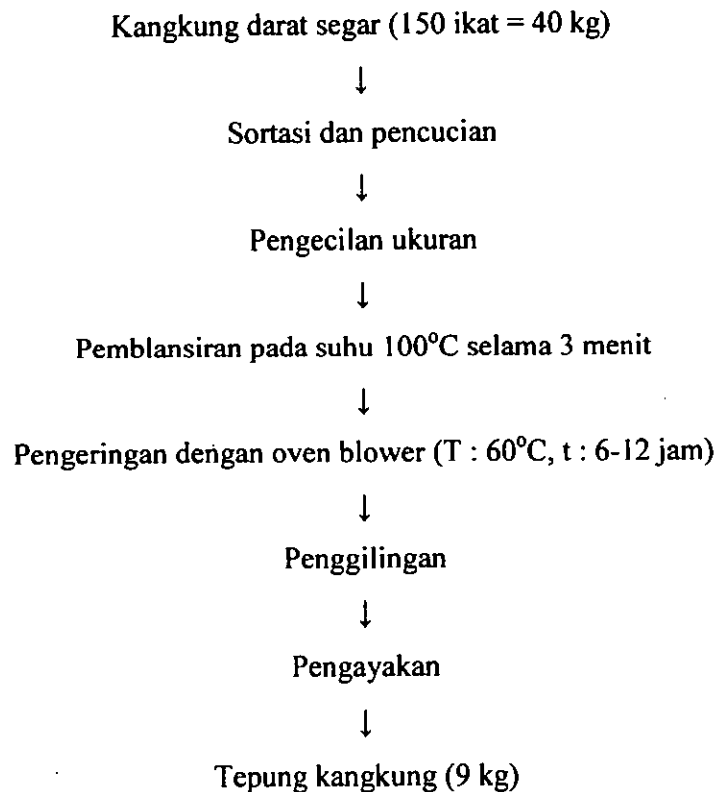 Kangkung darat segar (150 ikat = 40 kg)
↓
Sortasi dan pencucian
↓
Pengecilan ukuran
↓
Pemblansiran pada suhu 100°C selama 3 menit
↓
Pengeringan dengan oven blower (T : 60°C, t : 6-12 jam)
↓
Penggilingan
↓
Pengayakan
↓
Tepung kangkung (9 kg)